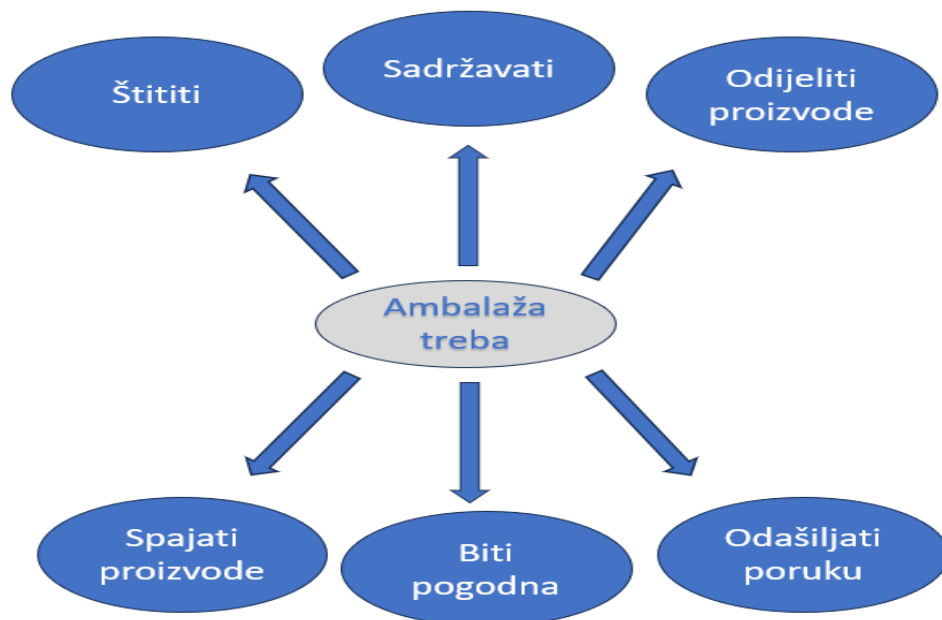 Štititi
Sadržavati
Odijeliti
proizvode
Ambalaža
treba
Spajati
proizvode
Biti
pogodna
Odašiljati
poruku